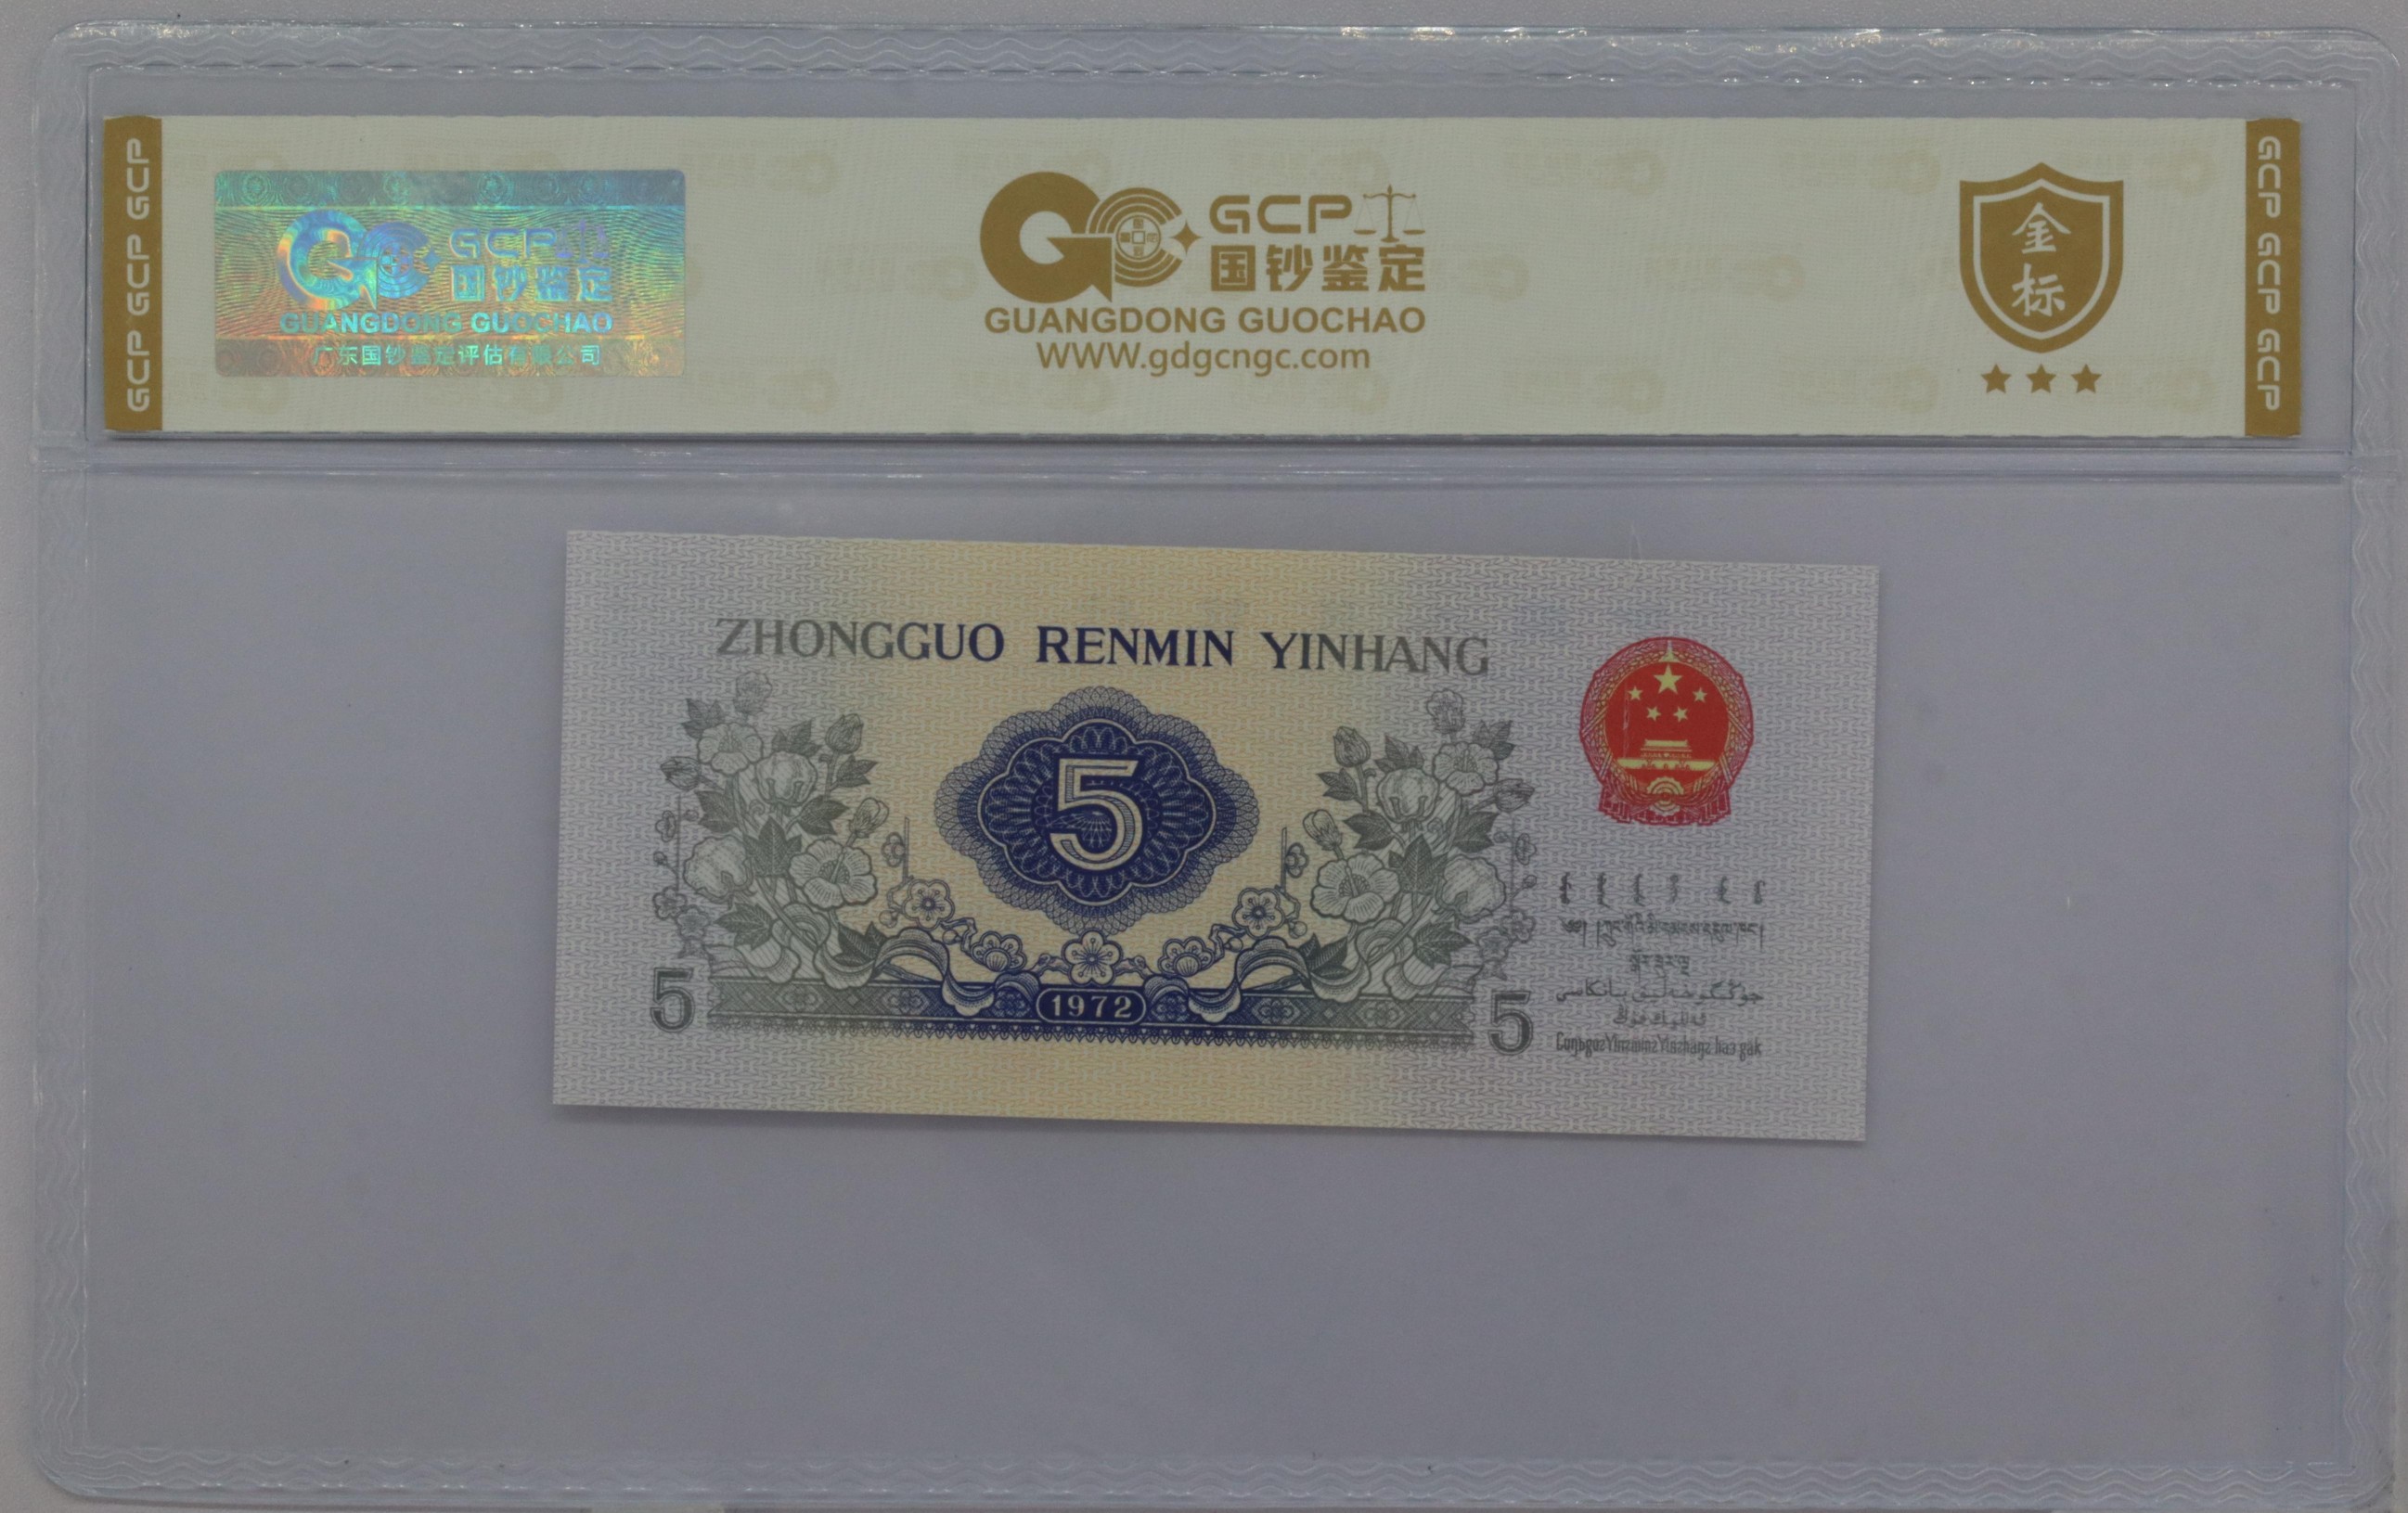 GCP GCP GCP
GCP
国钞鉴定
GUANGDONG GUOCHAO
广东国钞鉴定评估有限公司
GCP
国钞鉴定
GUANGDONG GUOCHAO
WWW.gdgcngc.com
金
标
GCP GCP GCP
ZHONGGUO RENMIN YINHANG
5
1972
5
5